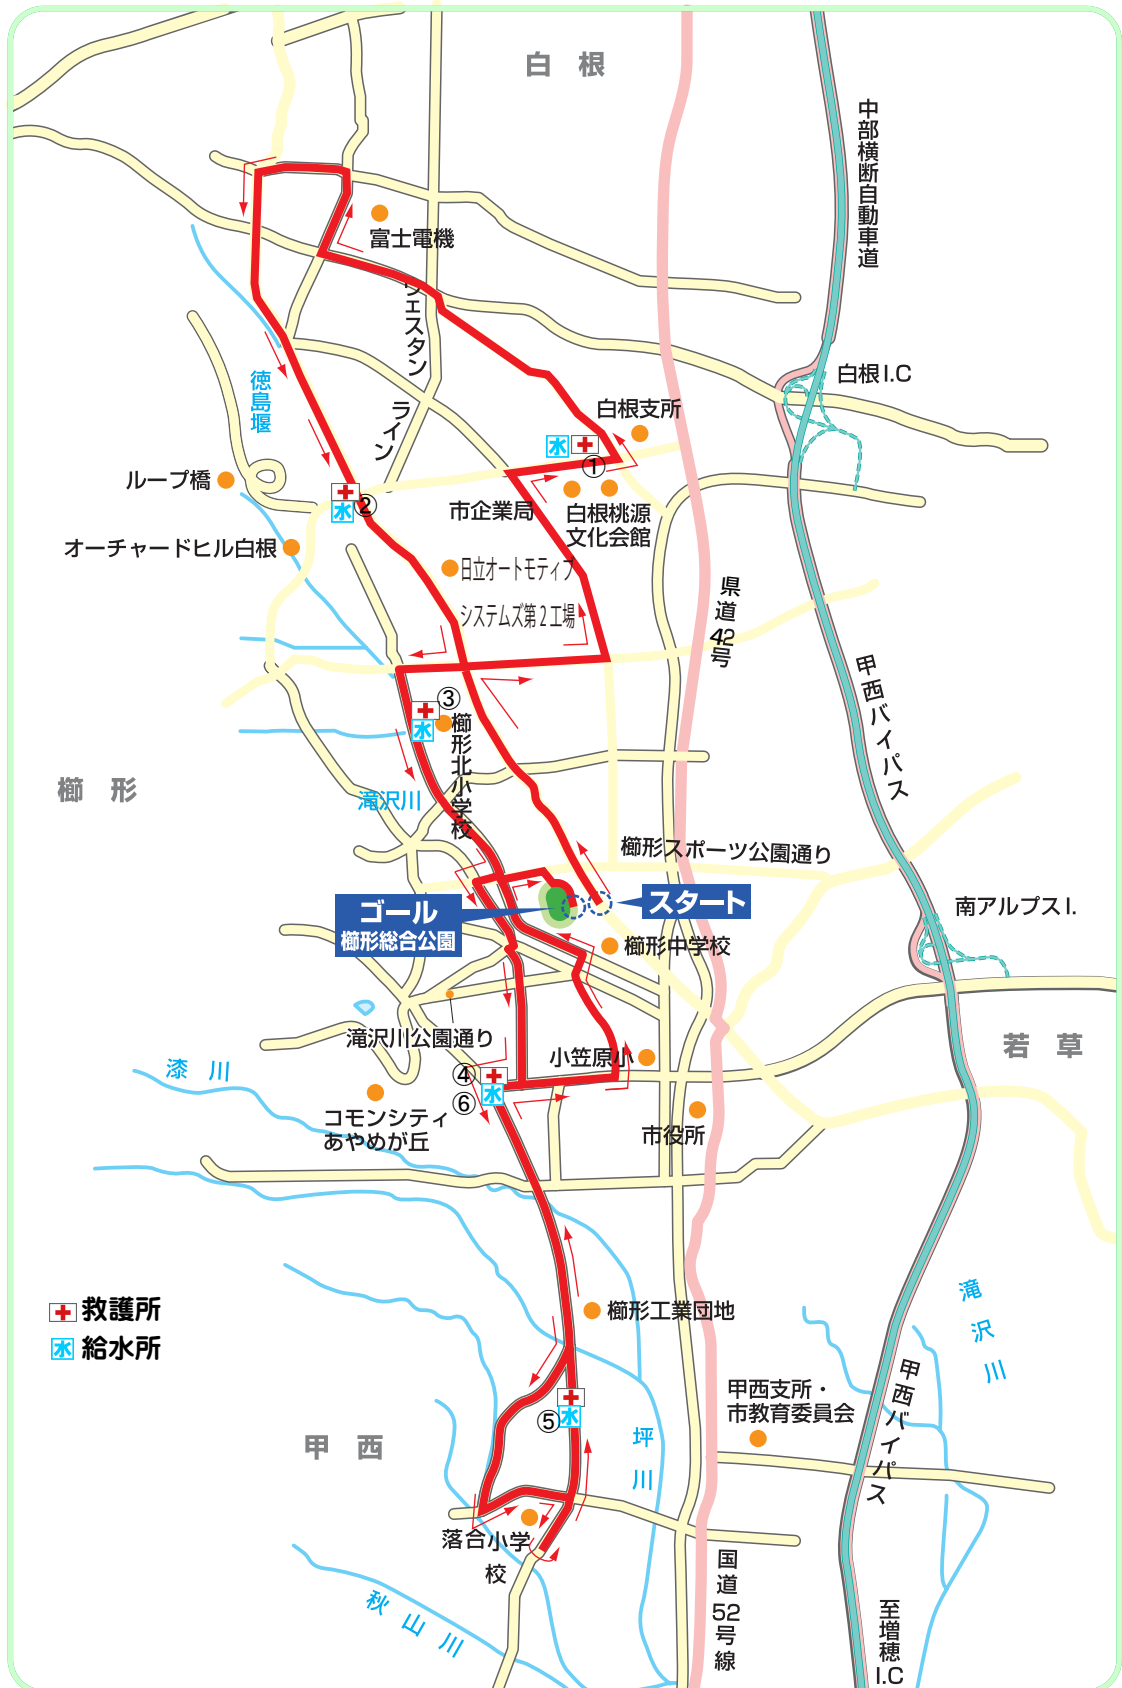 白 根
中部横断自動車道
富士電機
ウェスタン
ライン
徳島堰
白根I.C
白根支所
水
①
ループ橋
②
水
市企業局
白根桃源
文化会館
オーチャードヒル白根
日立オートモティブ
システムズ第2工場
県道42号
甲西バイパス
③
水
櫛形北小学校
櫛 形
滝沢川
櫛形スポーツ公園通り
ゴール
櫛形総合公園
スタート
南アルプスI.
櫛形中学校
滝沢川公園通り
若 草
小笠原小
漆 川
④
水
⑥
コモンシティ
あやめが丘
市役所
救護所
水
給水所
櫛形工業団地
滝沢川
甲西バイパス
甲西支所・
市教育委員会
⑤
水
甲 西
坪川
落合小学
校
国道52号線
秋山川
至増穂I.C